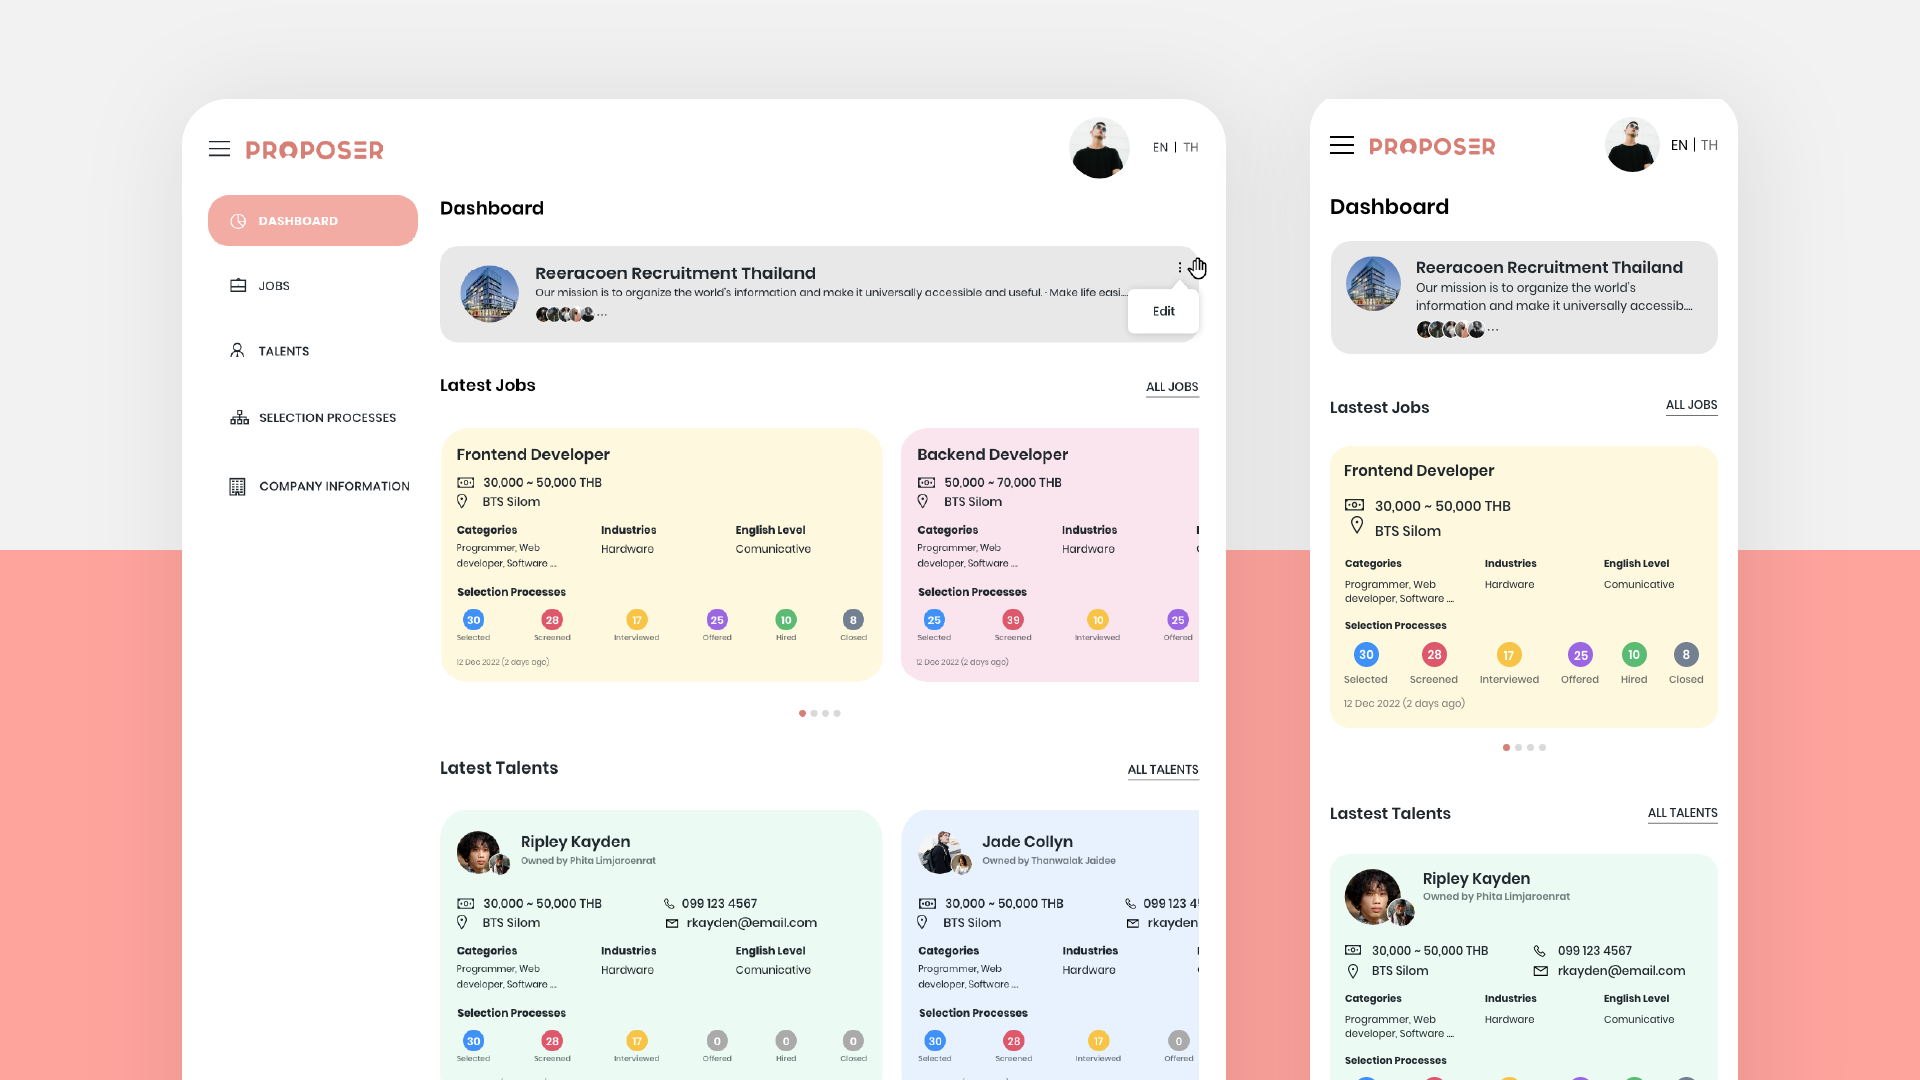 PROPOSER
EN | TH
DASHBOARD
JOBS
TALENTS
SELECTION PROCESSES
COMPANY INFORMATION
Dashboard
Reeracoen Recruitment Thailand
Our mission is to organize the world's information and make it universally accessible and useful. · Make life easi....
...
Edit
Latest Jobs
ALL JOBS
Frontend Developer
30,000 ~ 50,000 THB
BTS Silom
Categories Industries English Level
Programmer, Web Hardware Comunicative
developer, Software ....
Selection Processes
30 28 17 25 10 8
Selected Screened Interviewed Offered Hired Closed
12 Dec 2022 (2 days ago)
Backend Developer
50,000 ~ 70,000 THB
BTS Silom
Categories Industries
Programmer, Web Hardware
developer, Software ....
Selection Processes
25 39 10 25
Selected Screened Interviewed Offered
12 Dec 2022 (2 days ago)
Latest Talents
ALL TALENTS
Ripley Kayden
Owned by Phita Limjaroenrat
30,000 ~ 50,000 THB 099 123 4567
BTS Silom rkayden@email.com
Categories Industries English Level
Programmer, Web Hardware Comunicative
developer, Software ....
Selection Processes
30 28 17 0 0 0
Selected Screened Interviewed Offered Hired Closed
Jade Collyn
Owned by Thanwalak Jaidee
30,000 ~ 50,000 THB 099 123 4
BTS Silom rkayden
Categories Industries
Programmer, Web Hardware
developer, Software ....
Selection Processes
30 28 17 0
Selected Screened Interviewed Offered
PROPOSER
EN | TH
Dashboard
Reeracoen Recruitment Thailand
Our mission is to organize the world's
information and make it universally accessib....
...
Lastest Jobs
ALL JOBS
Frontend Developer
30,000 ~ 50,000 THB
BTS Silom
Categories Industries English Level
Programmer, Web Hardware Comunicative
developer, Software ....
Selection Processes
30 28 17 25 10 8
Selected Screened Interviewed Offered Hired Closed
12 Dec 2022 (2 days ago)
Lastest Talents
ALL TALENTS
Ripley Kayden
Owned by Phita Limjaroenrat
30,000 ~ 50,000 THB 099 123 4567
BTS Silom rkayden@email.com
Categories Industries English Level
Programmer, Web Hardware Comunicative
developer, Software ....
Selection Processes